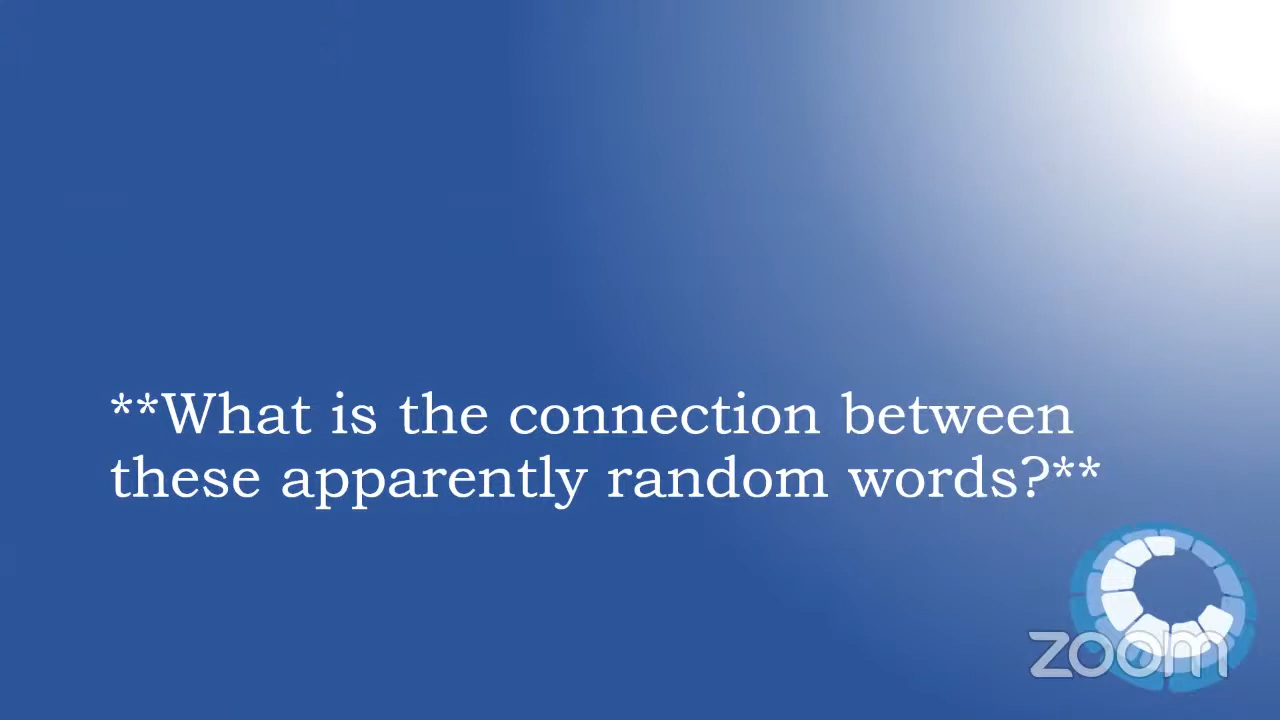 **What is the connection between
these apparently random words?**
zoom